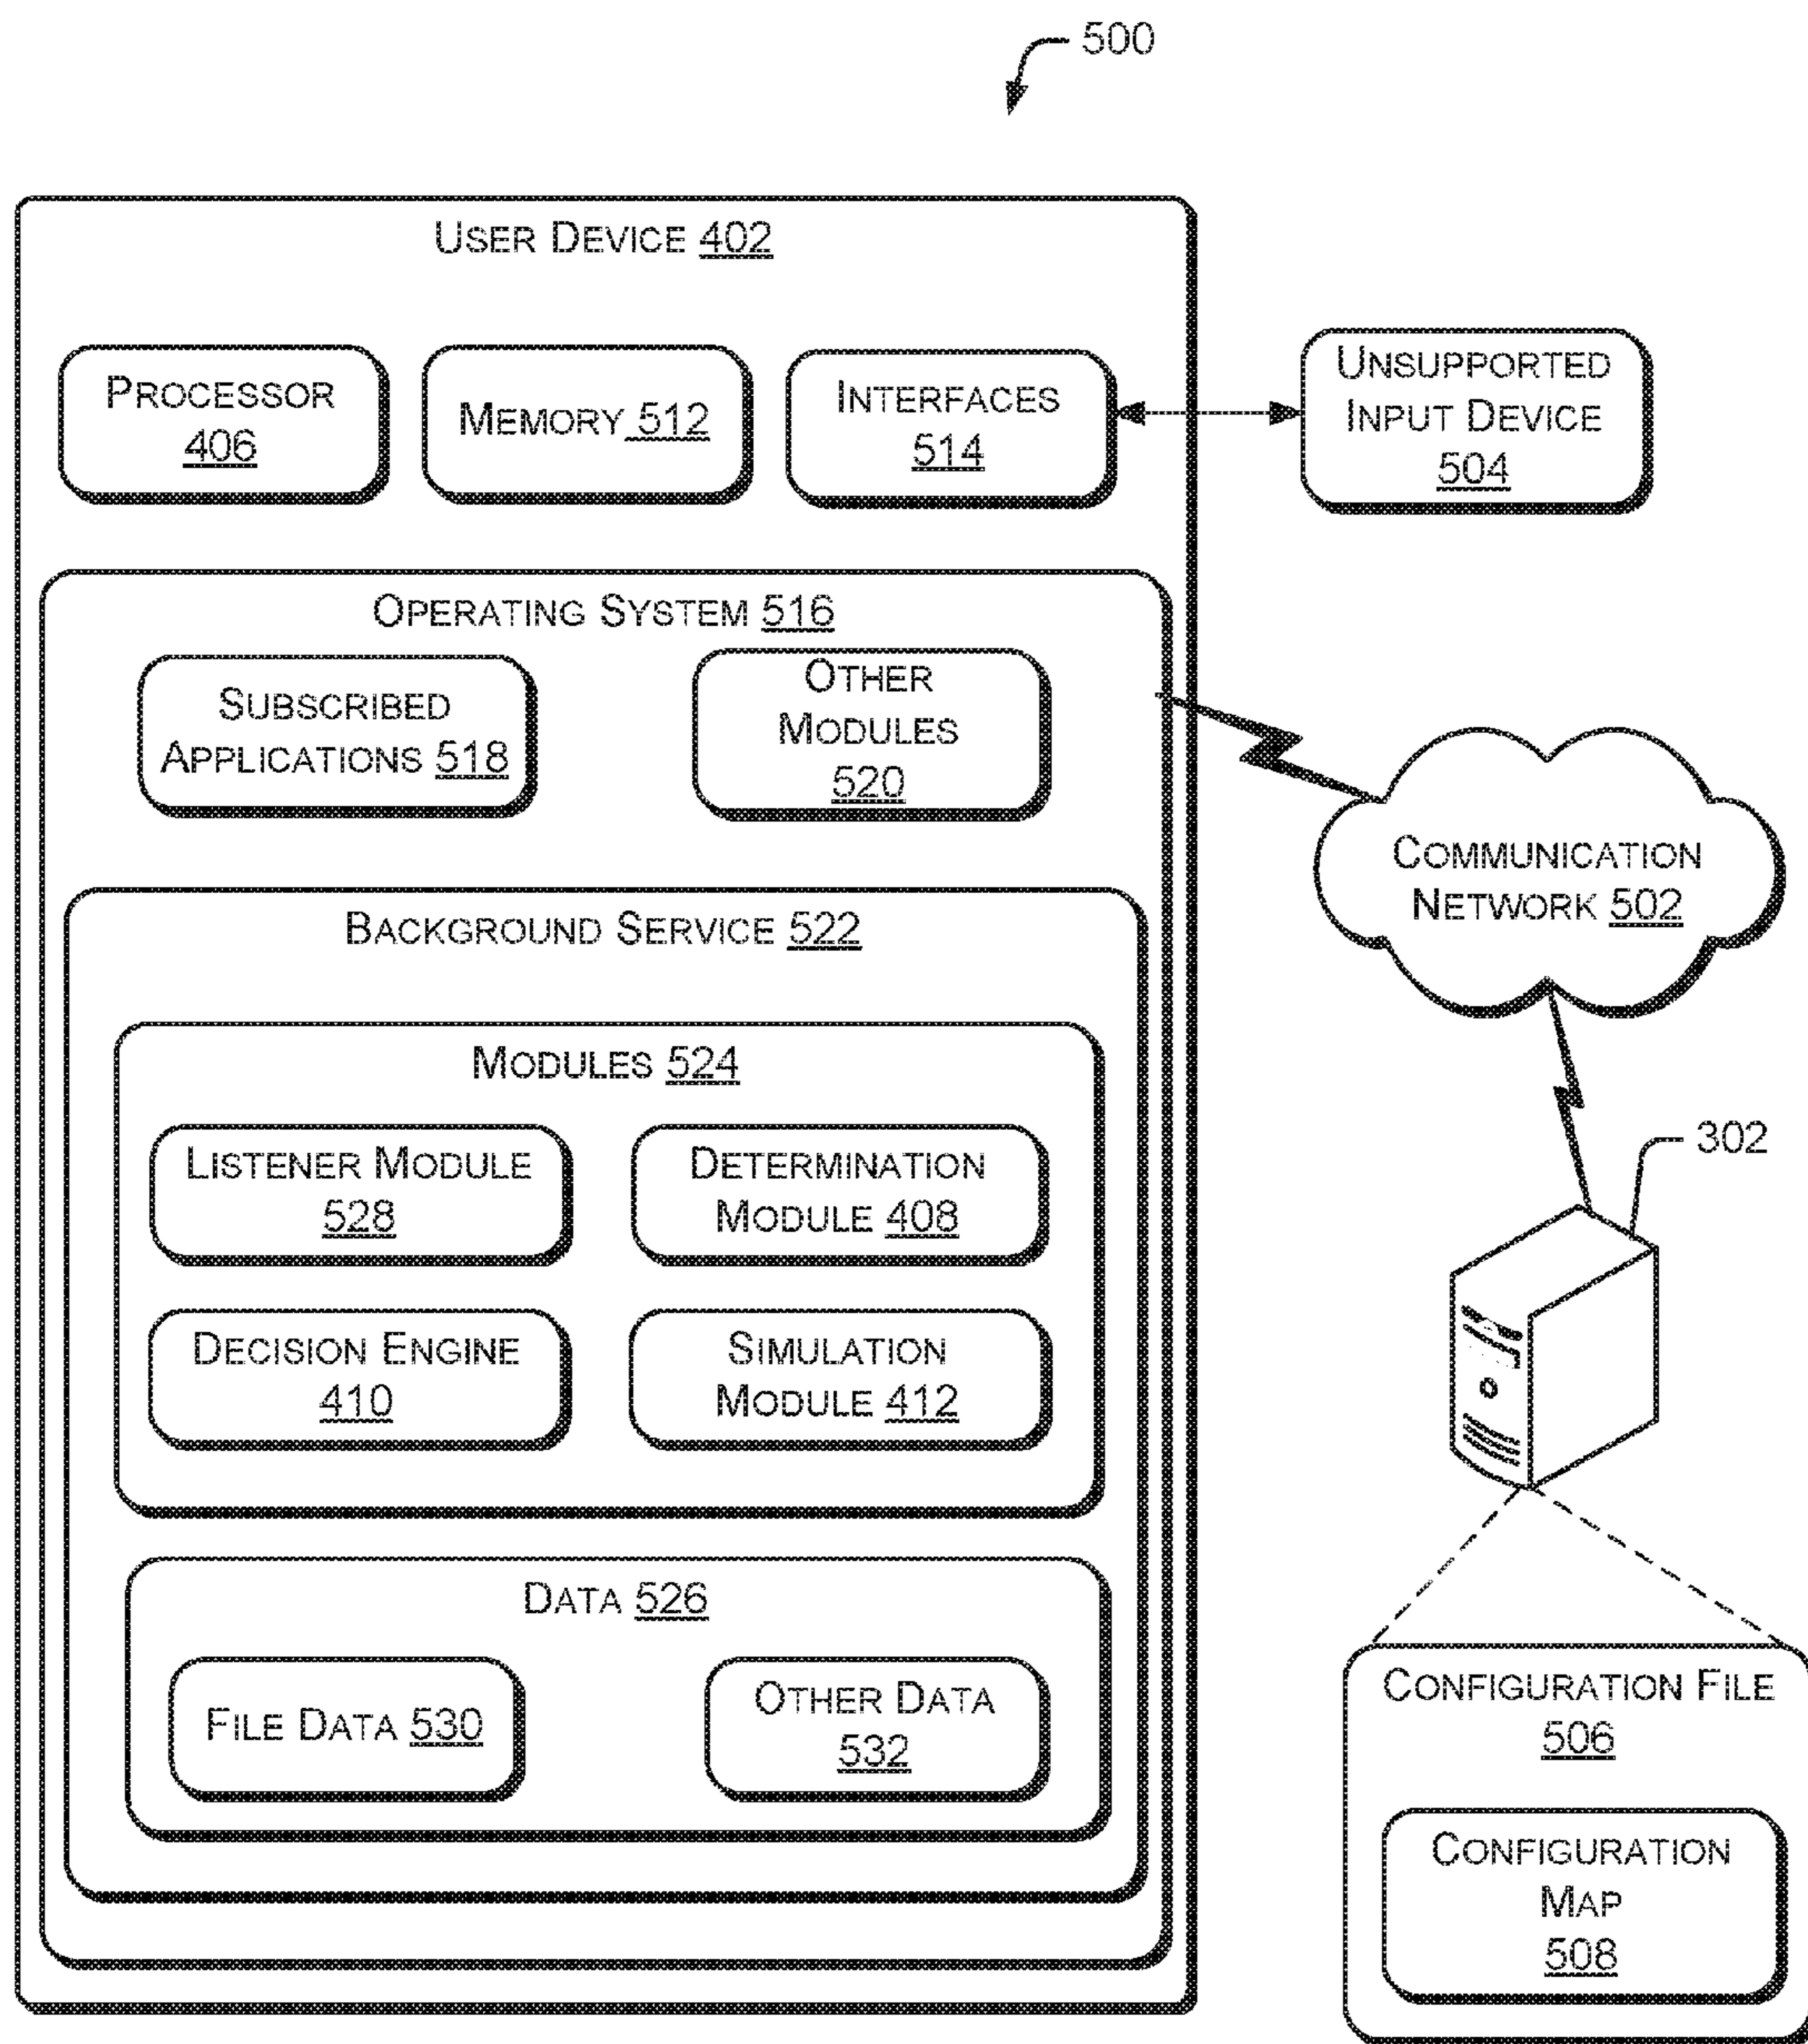 500
USER DEVICE 402
PROCESSOR
406
MEMORY 512
INTERFACES
514
UNSUPPORTED
INPUT DEVICE
504
OPERATING SYSTEM 516
SUBSCRIBED
APPLICATIONS 518
OTHER
MODULES
520
COMMUNICATION
NETWORK 502
BACKGROUND SERVICE 522
MODULES 524
LISTENER MODULE
528
DETERMINATION
MODULE 408
DECISION ENGINE
410
SIMULATION
MODULE 412
302
DATA 526
FILE DATA 530
OTHER DATA
532
CONFIGURATION FILE
506
CONFIGURATION
MAP
508